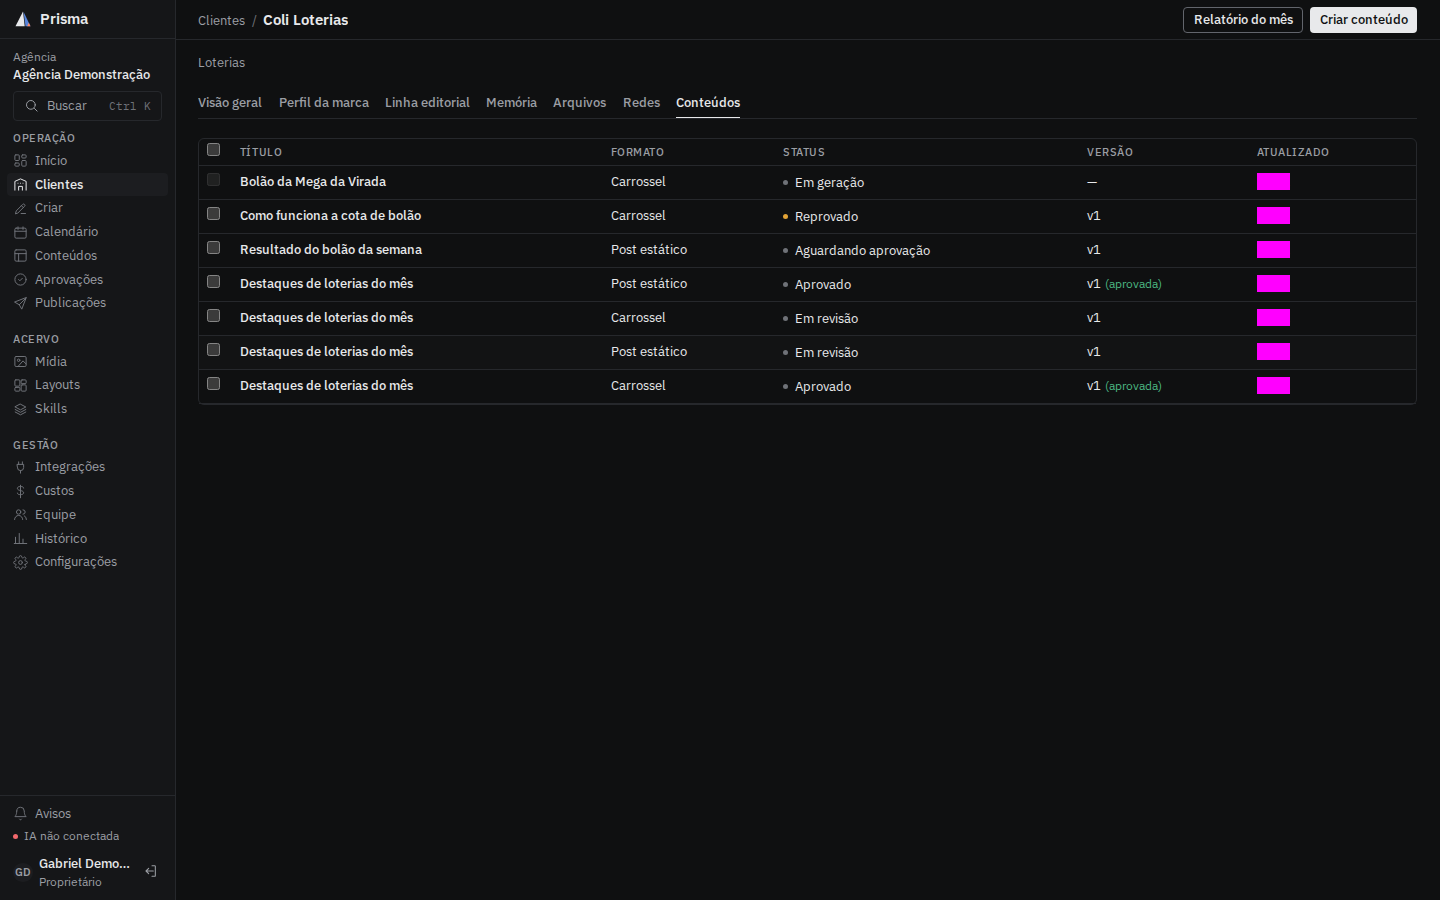 Prisma
Clientes / Coli Loterias
Relatório do mês
Criar conteúdo
Agência
Agência Demonstração
Buscar Ctrl K
OPERAÇÃO
Início
Clientes
Criar
Calendário
Conteúdos
Aprovações
Publicações
ACERVO
Mídia
Layouts
Skills
GESTÃO
Integrações
Custos
Equipe
Histórico
Configurações
Avisos
IA não conectada
GD
Gabriel Demo...
Proprietário
Loterias
Visão geral Perfil da marca Linha editorial Memória Arquivos Redes Conteúdos
TÍTULO FORMATO STATUS VERSÃO ATUALIZADO
Bolão da Mega da Virada Carrossel Em geração —
Como funciona a cota de bolão Carrossel Reprovado v1
Resultado do bolão da semana Post estático Aguardando aprovação v1
Destaques de loterias do mês Post estático Aprovado v1 (aprovada)
Destaques de loterias do mês Carrossel Em revisão v1
Destaques de loterias do mês Post estático Em revisão v1
Destaques de loterias do mês Carrossel Aprovado v1 (aprovada)